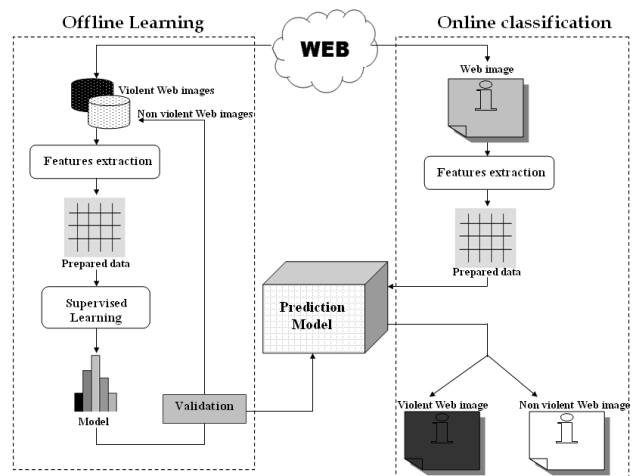 Offline Learning
Online classification
WEB
Violent Web images
Non violent Web images
Features extraction
Prepared data
Supervised
Learning
Model
Validation
Prediction
Model
Web image
i
Features extraction
Prepared data
Violent Web image
i
Non violent Web image
i